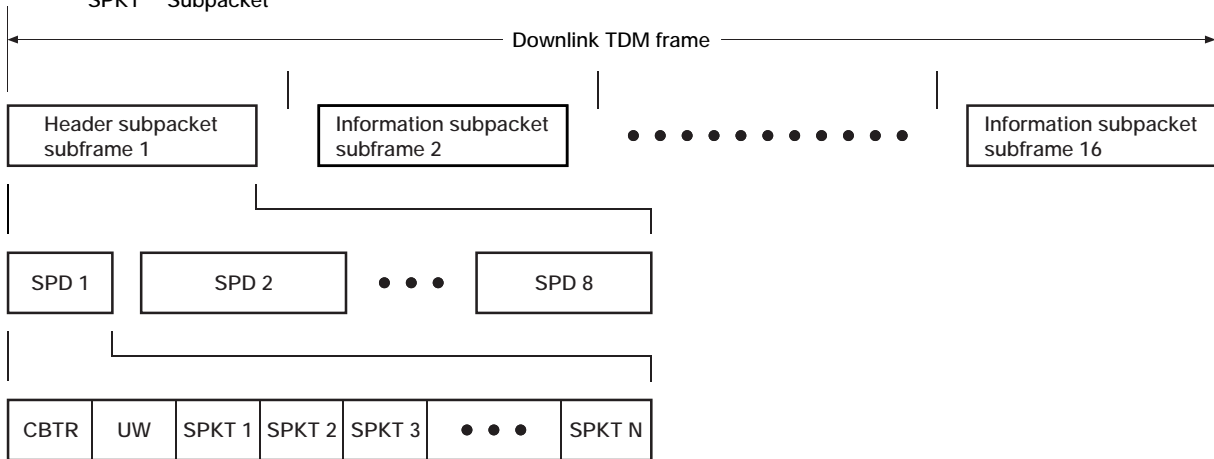 SPKT Subpacket
Downlink TDM frame
Header subpacket
subframe 1
Information subpacket
subframe 2
Information subpacket
subframe 16
SPD 1
SPD 2
SPD 8
CBTR
UW
SPKT 1
SPKT 2
SPKT 3
SPKT N